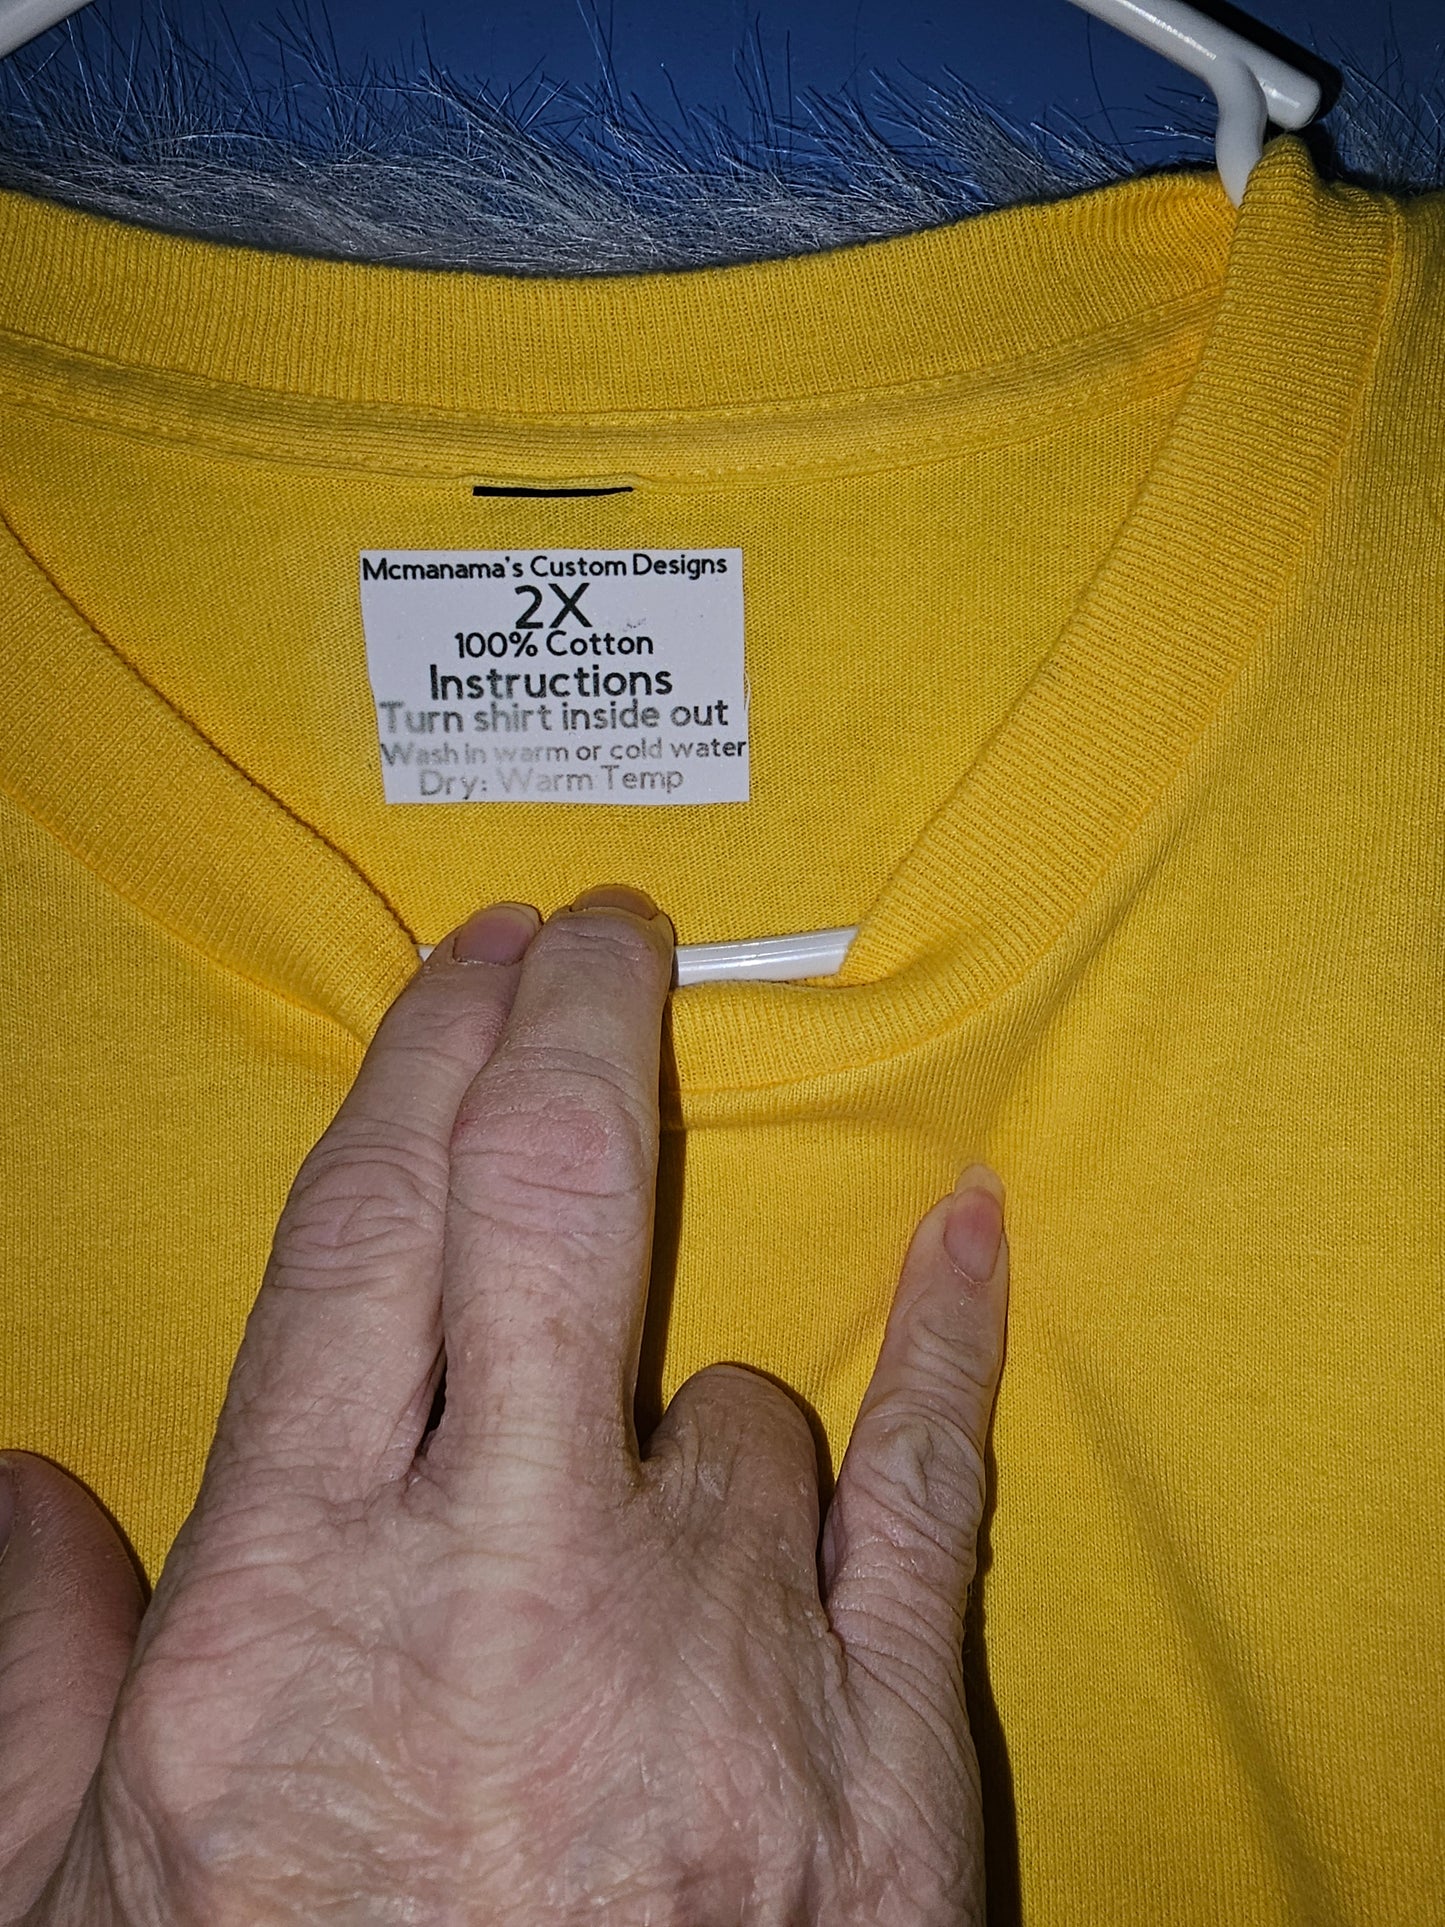 Mcmanama's Custom Designs
2X
100% Cotton
Instructions
Turn shirt inside out
Wash in warm or cold water
Dry: Warm Temp